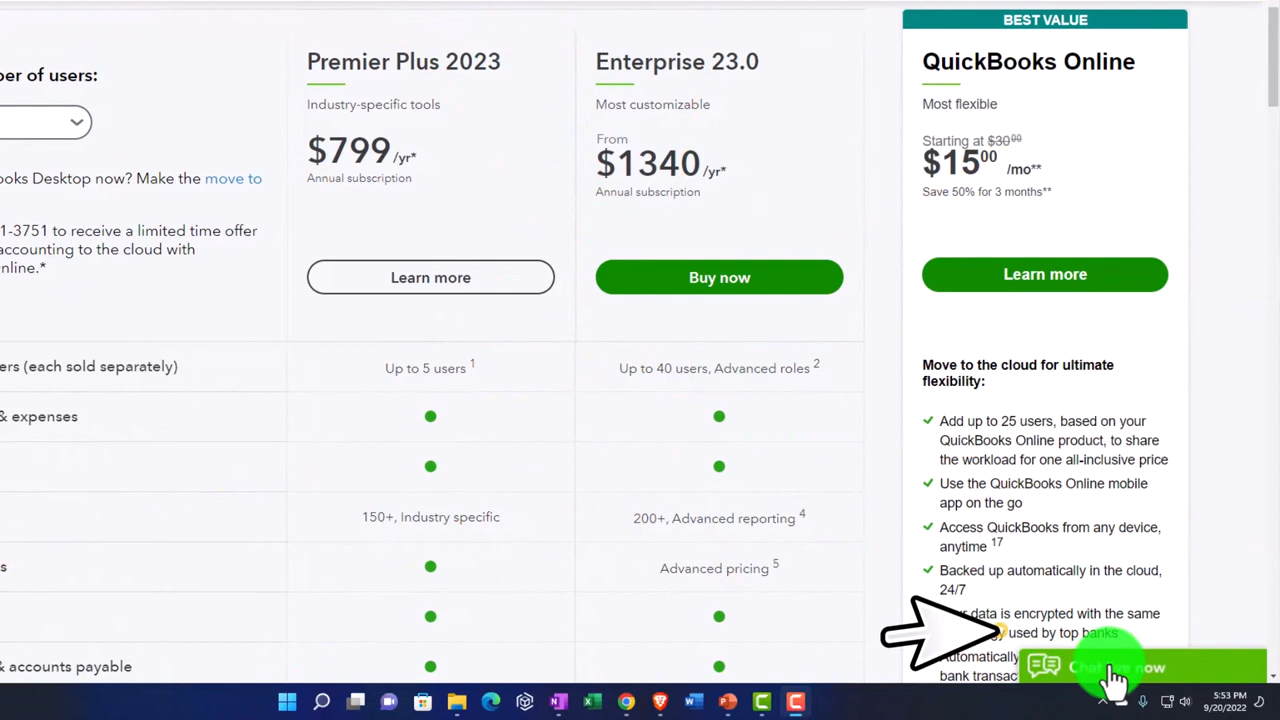 BEST VALUE
Premier Plus 2023
Enterprise 23.0
QuickBooks Online
per of users:
Industry-specific tools
Most customizable
Most flexible
From
Starting at $30⁰⁰
$799/yr*
$1340/yr*
$15⁰⁰ /mo**
Annual subscription
Annual subscription
Save 50% for 3 months**
ooks Desktop now? Make the move to
1-3751 to receive a limited time offer
accounting to the cloud with
nline.*
Learn more
Buy now
Learn more
ers (each sold separately)
Up to 5 users ¹
Up to 40 users, Advanced roles ²
Move to the cloud for ultimate
flexibility:
& expenses
Add up to 25 users, based on your
QuickBooks Online product, to share
the workload for one all-inclusive price
Use the QuickBooks Online mobile
app on the go
150+, Industry specific
200+, Advanced reporting ⁴
Access QuickBooks from any device,
anytime ¹⁷
s
Advanced pricing ⁵
Backed up automatically in the cloud,
24/7
data is encrypted with the same
used by top banks
& accounts payable
Automatically
bank transac
Chat now
5:53 PM
9/20/2022